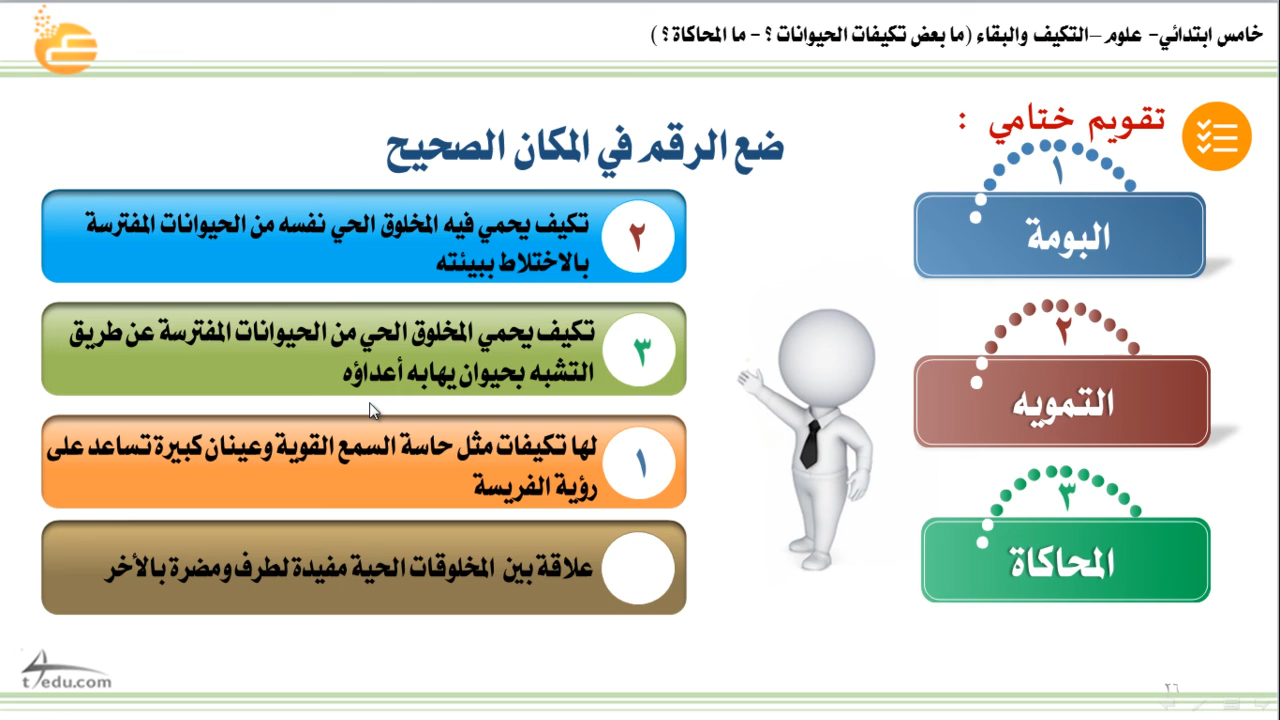 خامس ابتدائي- علوم –التكيف والبقاء (ما بعض تكيفات الحيوانات ؟ - ما المحاكاة ؟ )
تقويم ختامي :
ضع الرقم في المكان الصحيح
١
البومة
٢
التمويه
٣
المحاكاة
٢
تكيف يحمي فيه المخلوق الحي نفسه من الحيوانات المفترسة
بالاختلاط ببيئته
٣
تكيف يحمي المخلوق الحي من الحيوانات المفترسة عن طريق
التشبه بحيوان يهابه أعداؤه
١
لها تكيفات مثل حاسة السمع القوية وعينان كبيرة تساعد على
رؤية الفريسة
علاقة بين المخلوقات الحية مفيدة لطرف ومضرة بالأخر
t4edu.com
٢٦